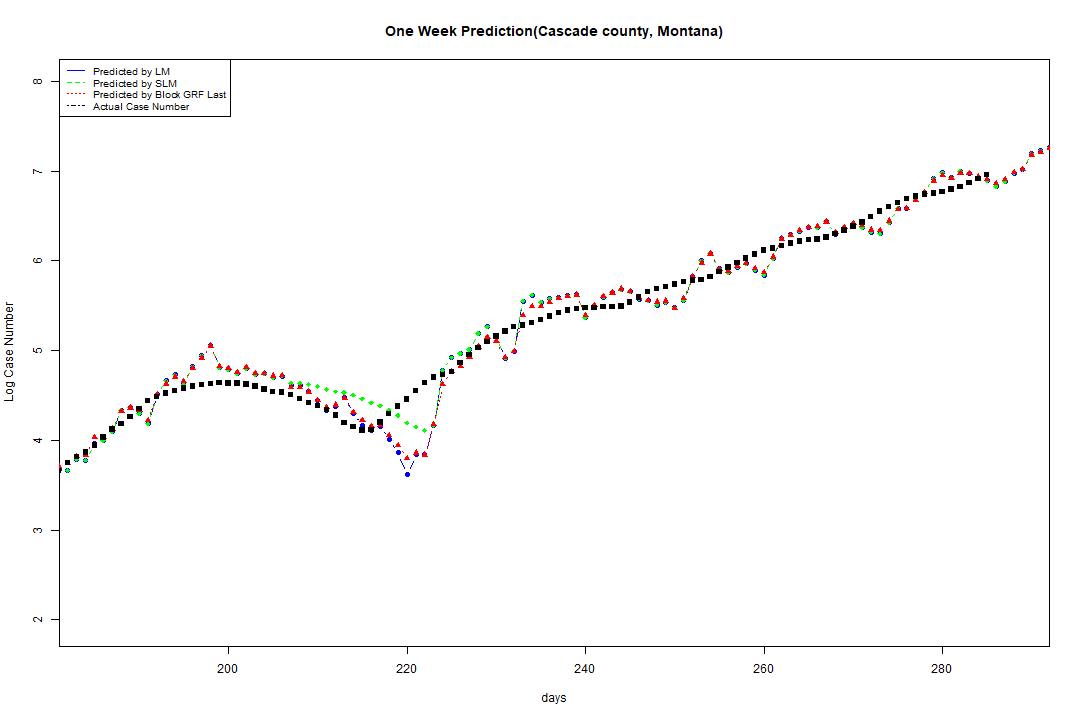 One Week Prediction(Cascade county, Montana)
Predicted by LM
Predicted by SLM
Predicted by Block GRF Last
Actual Case Number
8
7
6
5
4
3
2
Log Case Number
200 220 240 260 280
days